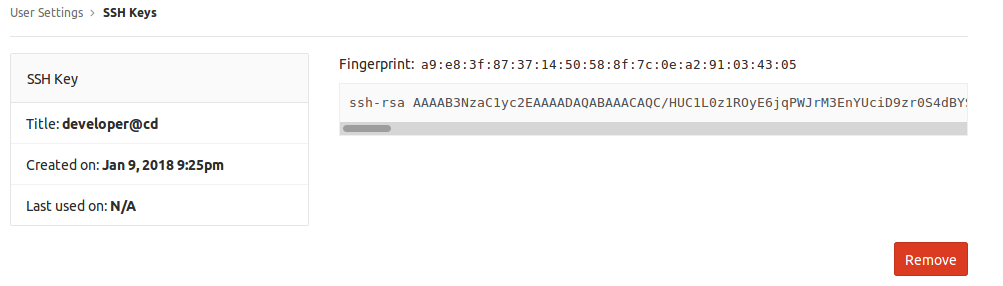 User Settings > SSH Keys
SSH Key
Title: developer@cd
Created on: Jan 9, 2018 9:25pm
Last used on: N/A
Fingerprint: a9:e8:3f:87:37:14:50:58:8f:7c:0e:a2:91:03:43:05
ssh-rsa AAAAB3NzaC1yc2EAAAADAQABAAACAQC/HUC1L0z1ROyE6jqPWJrM3EnYUciD9zr0S4dBYS
Remove